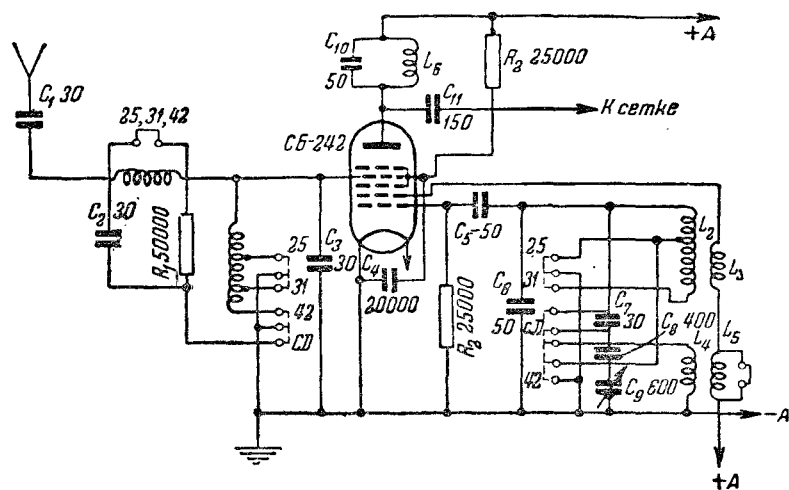 +А
C10
50
L6
R3 25000
C1 30
25,31,42
СБ-242
C11
150
К сетке
C2 30
R1 50000
25
31
42
СD
C3
30
C4
20000
C5-50
R2 25000
C6
50
25
31
СD
42
C7
30
C8 400
C9 600
L2
L3
L4
L5
-А
+А